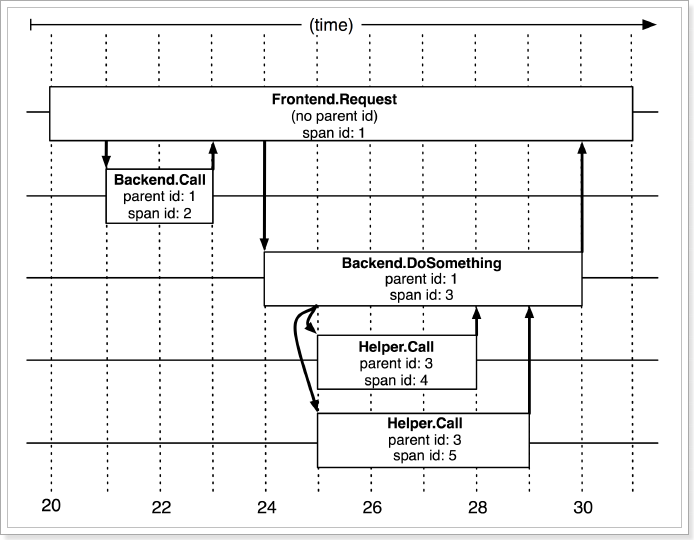 (time)
Frontend.Request
(no parent id)
span id: 1
Backend.Call
parent id: 1
span id: 2
Backend.DoSomething
parent id: 1
span id: 3
Helper.Call
parent id: 3
span id: 4
Helper.Call
parent id: 3
span id: 5
20 22 24 26 28 30